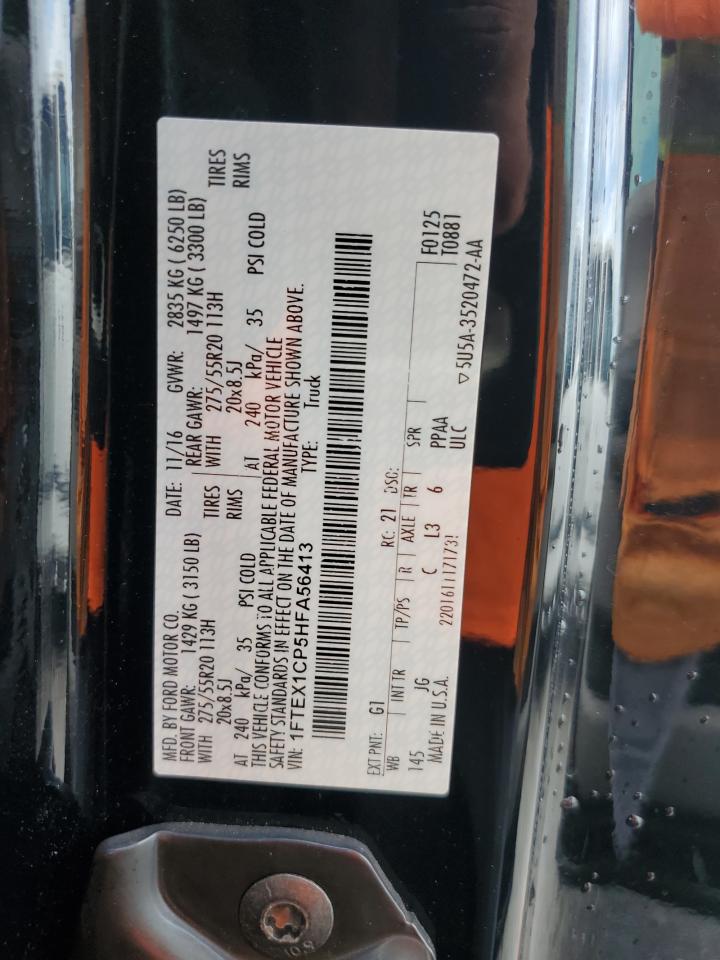 MFD. BY FORD MOTOR CO.
DATE: 11/16 GVWR: 2835 KG ( 6250 LB)
FRONT GAWR: 1429 KG ( 3150 LB)
REAR GAWR: 1497 KG ( 3300 LB)
WITH 275/55R20 113H TIRES
WITH 275/55R20 113H TIRES
20x8.5J RIMS
20x8.5J RIMS
AT 240 kPa/ 35 PSI COLD
AT 240 kPa/ 35 PSI COLD
THIS VEHICLE CONFORMS TO ALL APPLICABLE FEDERAL MOTOR VEHICLE
SAFETY STANDARDS IN EFFECT ON THE DATE OF MANUFACTURE SHOWN ABOVE.
VIN: 1FTEX1CP5HFA56413
TYPE: Truck
EXT PNT: G1 RC: 21 DSO: F0125
WB INT TR TP/PS R AXLE TR SPR T0881
145 JG C L3 6 PPAA
MADE IN U.S.A. ULC
▽5U5A-3520472-AA